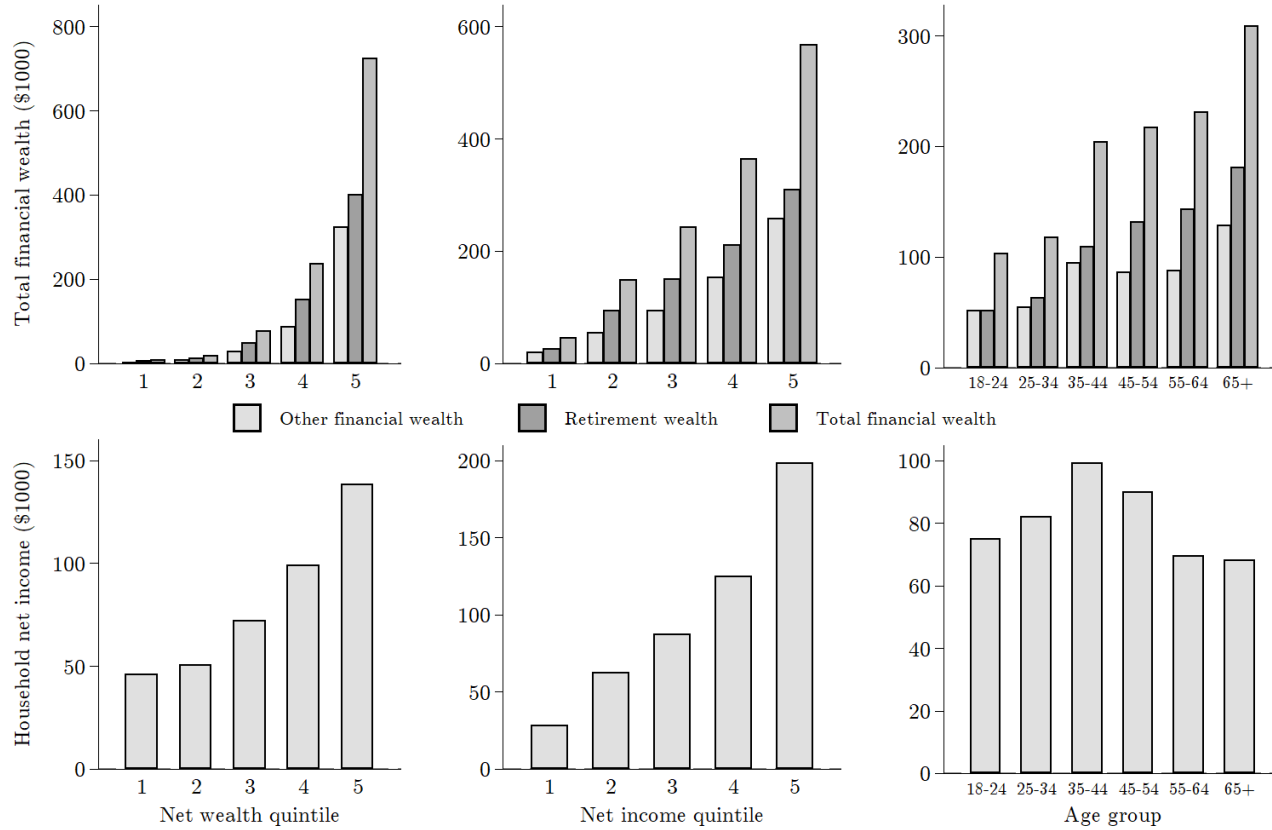 Total financial wealth ($1000)
800
600
400
200
0
1 2 3 4 5
600
400
200
0
1 2 3 4 5
300
200
100
0
18-24 25-34 35-44 45-54 55-64 65+
Other financial wealth Retirement wealth Total financial wealth
Household net income ($1000)
150
100
50
0
1 2 3 4 5
Net wealth quintile
200
150
100
50
0
1 2 3 4 5
Net income quintile
100
80
60
40
20
0
18-24 25-34 35-44 45-54 55-64 65+
Age group